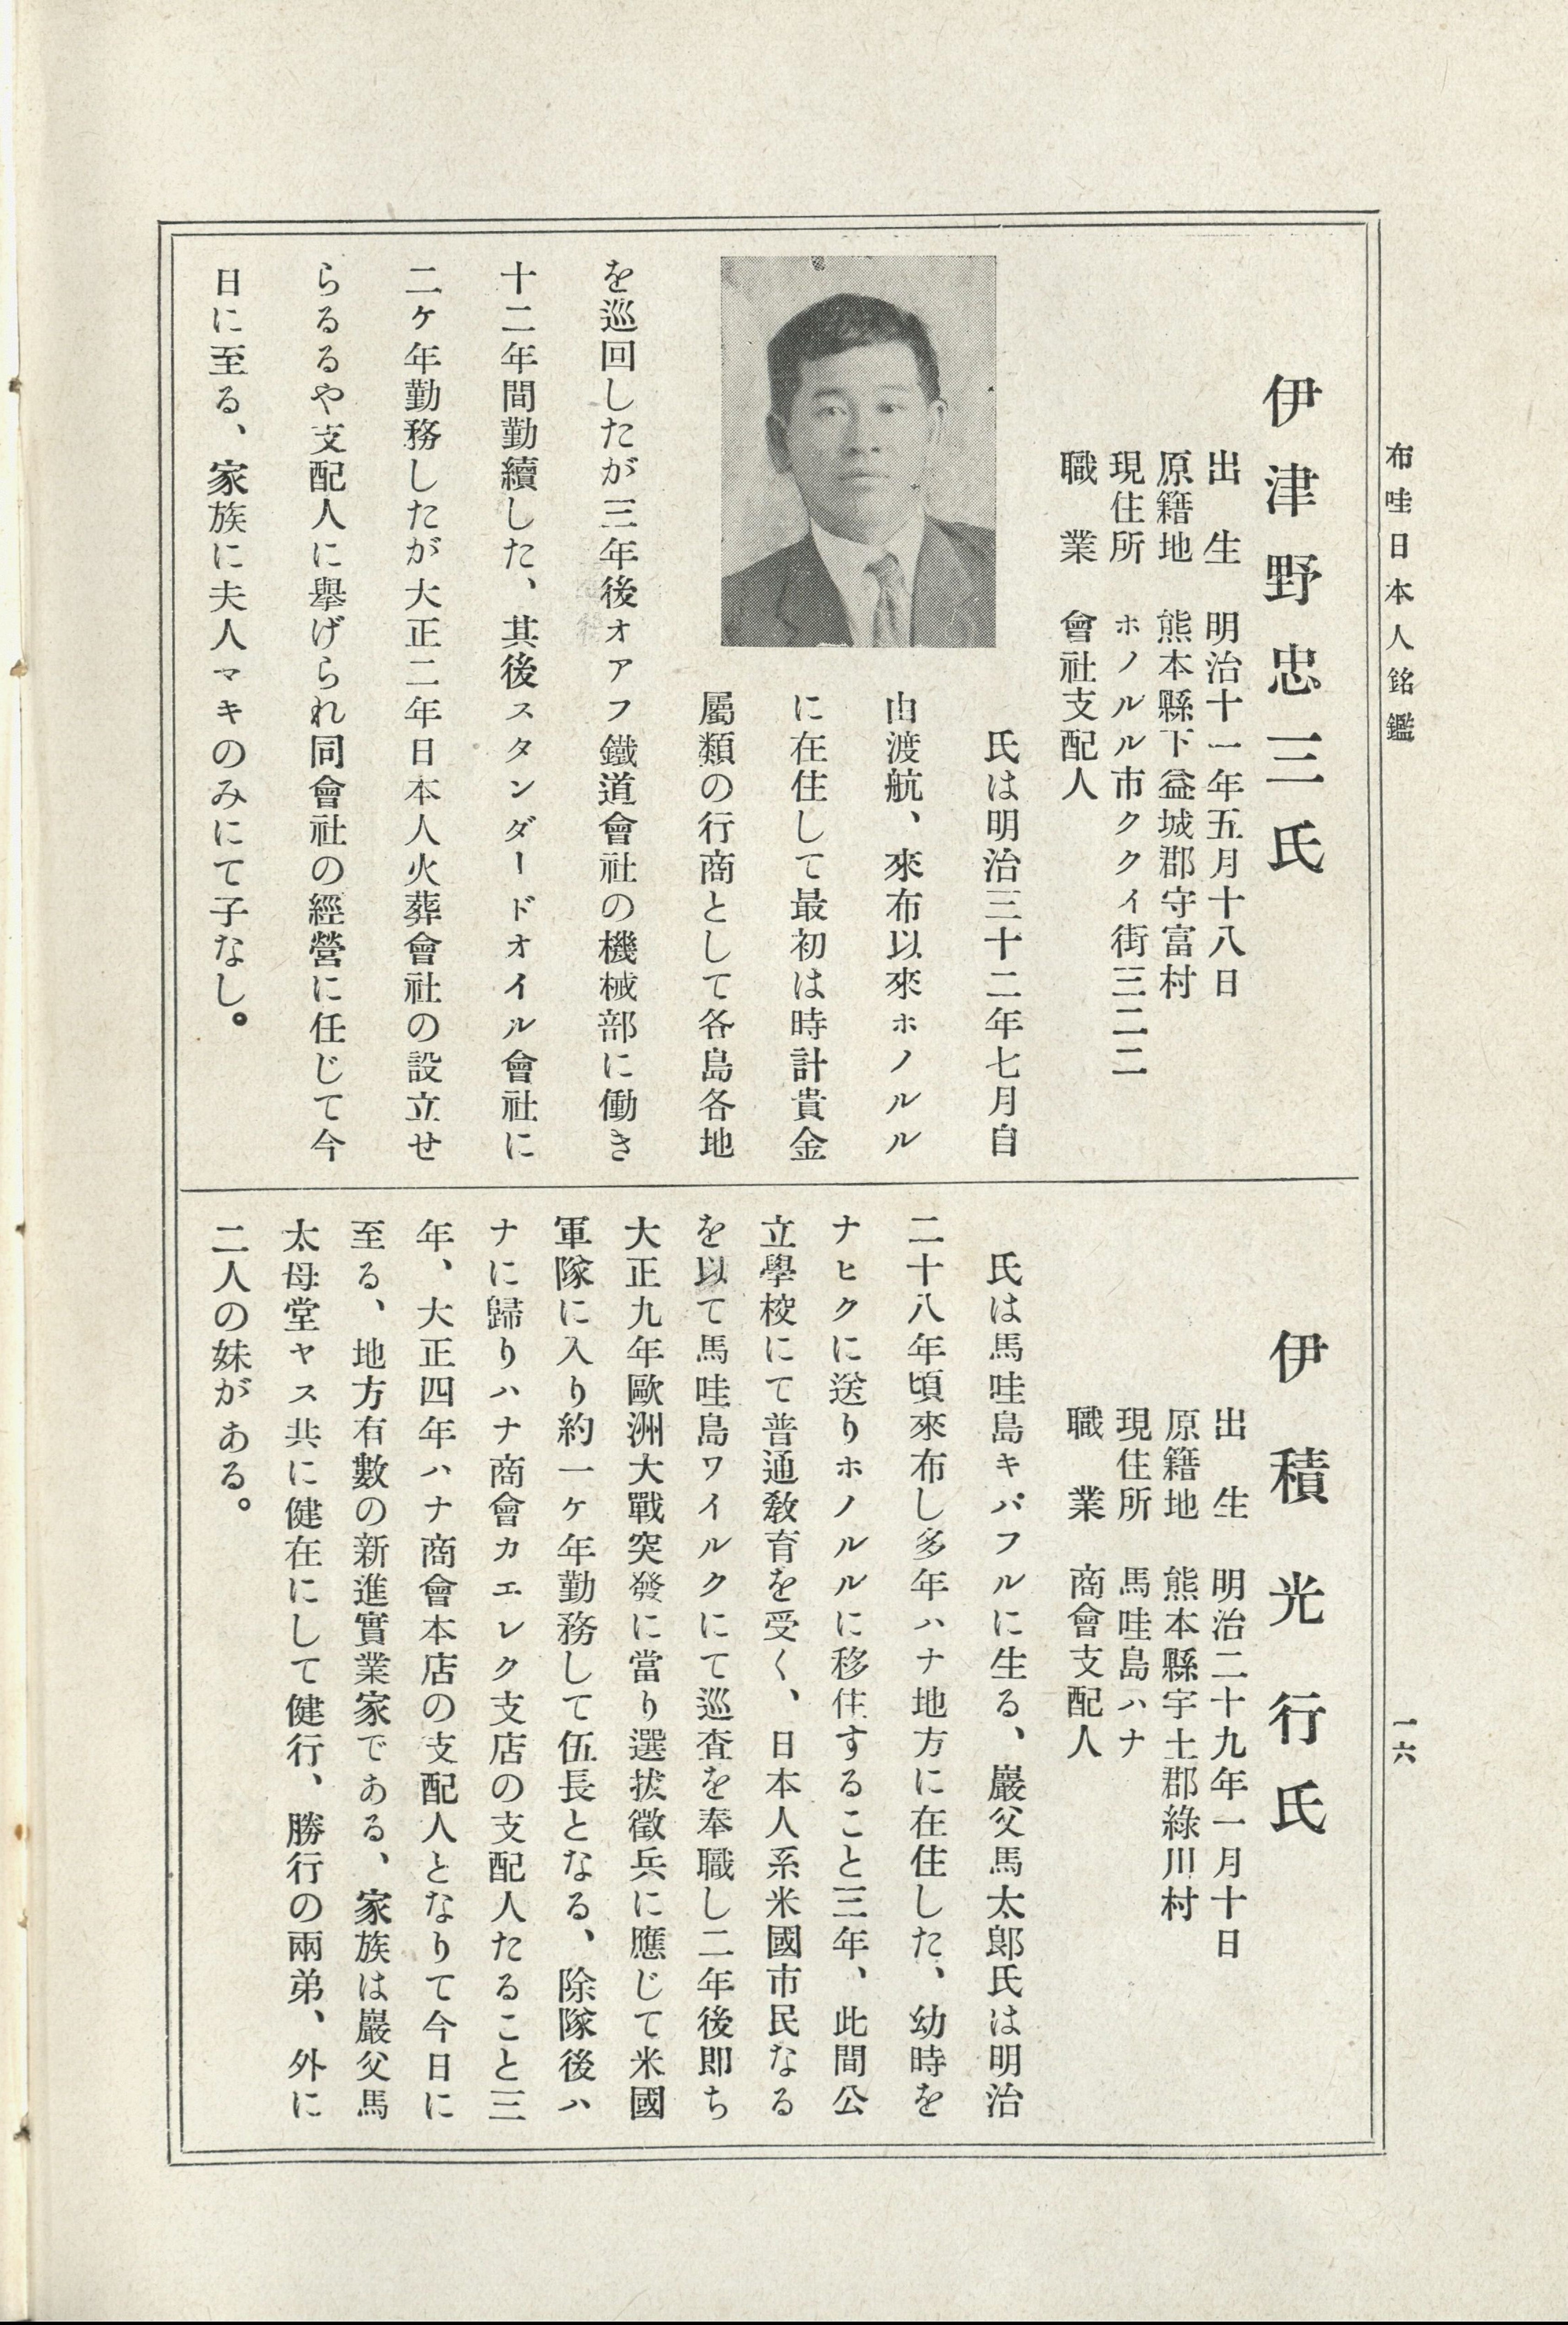 布哇日本人銘鑑
一六
伊津野忠三氏
出生 明治十一年五月十八日
原籍地 熊本縣下益城郡守富村
現住所 ホノルル市ククイ街三二二
職業 會社支配人
氏は明治三十二年七月自
由渡航、來布以來ホノルル
に在住して最初は時計貴金
屬類の行商として各島各地
を巡回したが三年後オアフ鐵道會社の機械部に働き
十二年間勤續した、其後スタンダードオイル會社に
二ケ年勤務したが大正二年日本人火葬會社の設立せ
らるるや支配人に擧げられ同會社の經營に任じて今
日に至る、家族に夫人マキのみにて子なし。
伊積光行氏
出生 明治二十九年一月十日
原籍地 熊本縣宇土郡綠川村
現住所 馬哇島ハナ
職業 商會支配人
氏は馬哇島キパフルに生る、巖父馬太郞氏は明治
二十八年頃來布し多年ハナ地方に在住した、幼時を
ナヒクに送りホノルルに移住すること三年、此間公
立學校にて普通敎育を受く、日本人系米國市民なる
を以て馬哇島ワイルクにて巡査を奉職し二年後即ち
大正九年歐洲大戰突發に當り選拔徵兵に應じて米國
軍隊に入り約一ケ年勤務して伍長となる、除隊後ハ
ナに歸りハナ商會カエレク支店の支配人たること三
年、大正四年ハナ商會本店の支配人となりて今日に
至る、地方有數の新進實業家である、家族は巖父馬
太母堂ヤス共に健在にして健行、勝行の兩弟、外に
二人の妹がある。